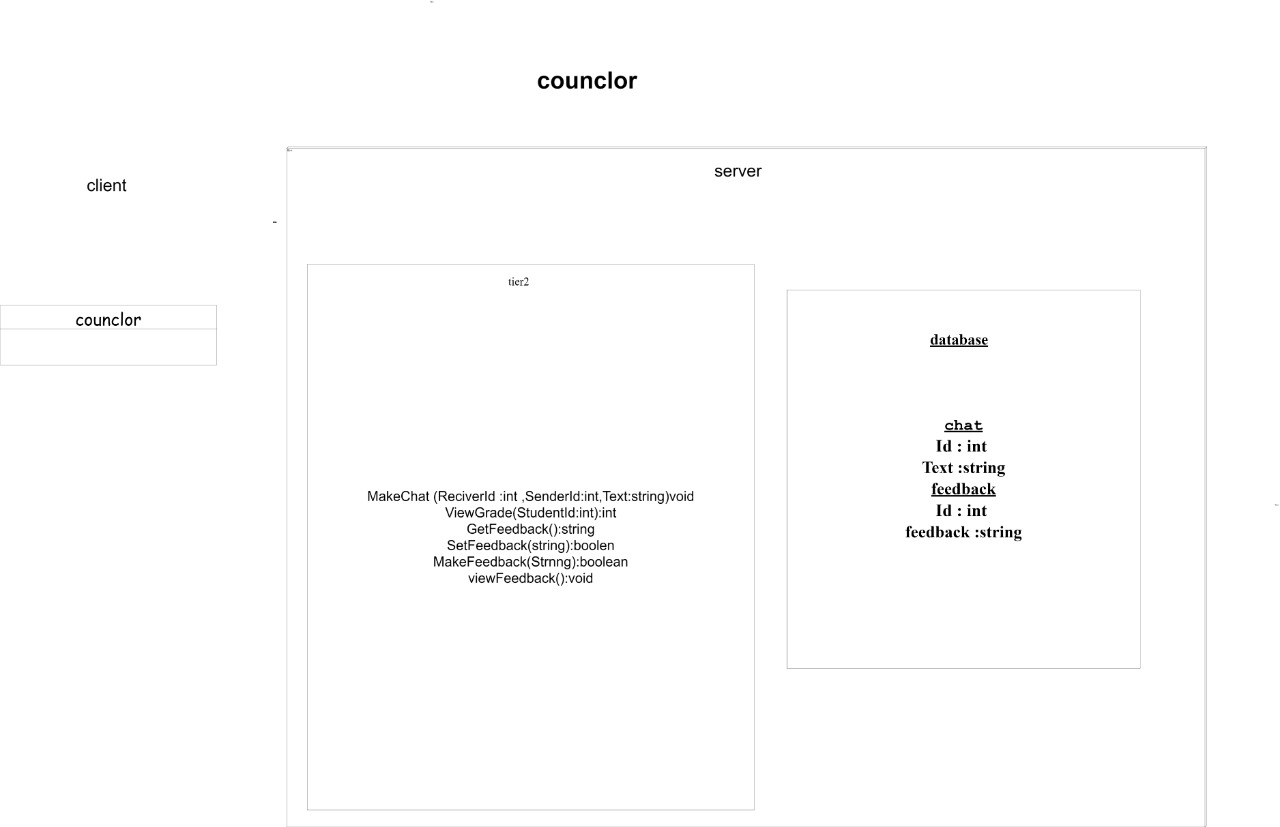 counclor
client
server
counclor
tier2
MakeChat (ReciverId :int ,SenderId:int,Text:string)void
ViewGrade(StudentId:int):int
GetFeedback():string
SetFeedback(string):boolen
MakeFeedback(Strnng):boolean
viewFeedback():void
database
chat
Id : int
Text :string
feedback
Id : int
feedback :string